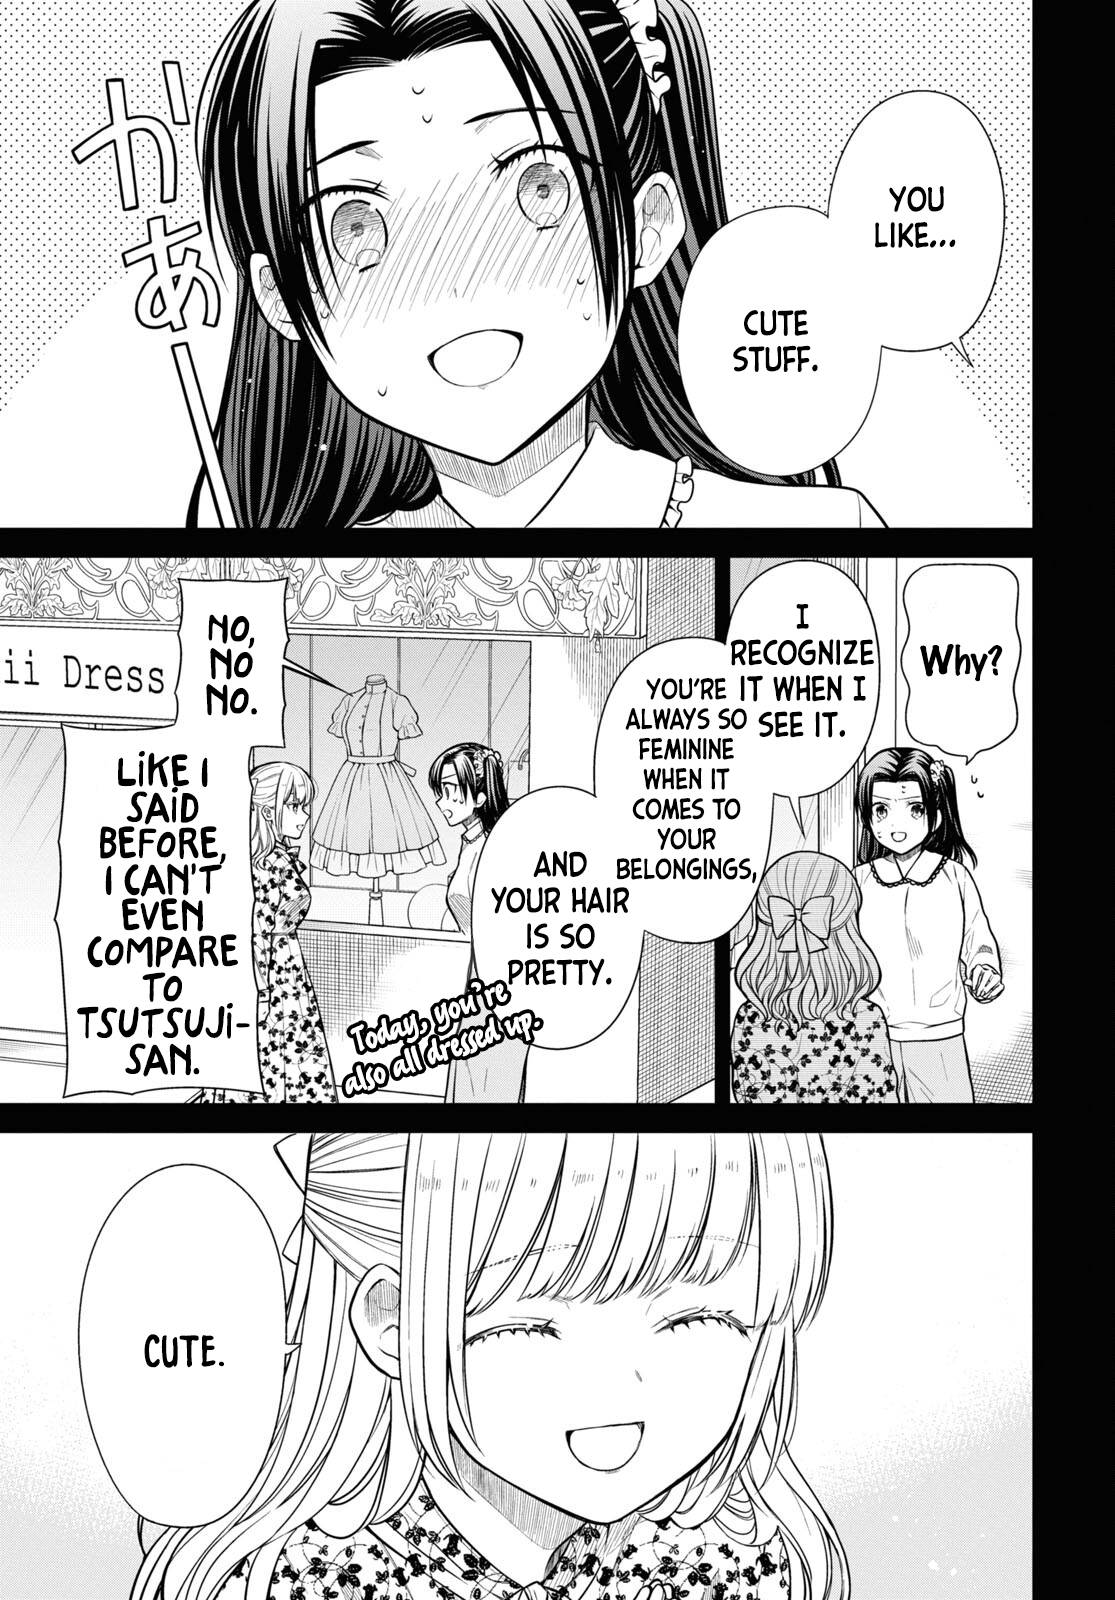 YOU
LIKE...
CUTE
STUFF.
かあー
Why?
I
RECOGNIZE
IT WHEN I
SEE IT.
YOU'RE
ALWAYS SO
FEMININE
WHEN IT
COMES TO
YOUR
BELONGINGS,
AND
YOUR HAIR
IS SO
PRETTY.
Today, you're
also all dressed up.
NO,
NO
NO.
ii Dress
LIKE I
SAID
BEFORE,
I CAN'T
EVEN
COMPARE
TO
TSUTSUJI-
SAN.
CUTE.